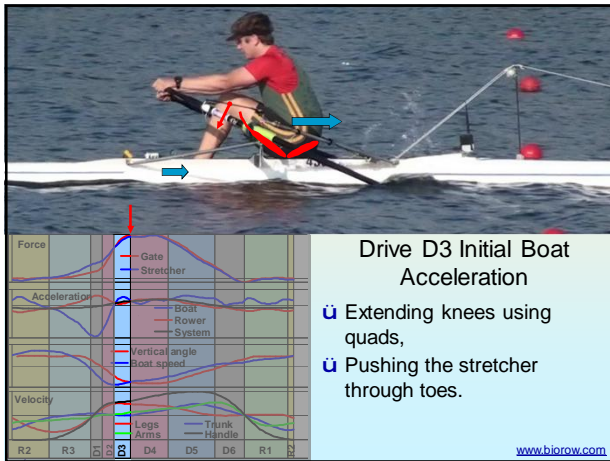 4
Force
Gate
Stretcher
Acceleration
Boat
Rower
System
Vertical angle
Boat speed
Velocity
Legs
Trunk
Arms
Handle
R2 R3 D1 D2 D3 D4 D5 D6 R1 R2
Drive D3 Initial Boat
Acceleration
ü Extending knees using
quads,
ü Pushing the stretcher
through toes.
www.biorow.com